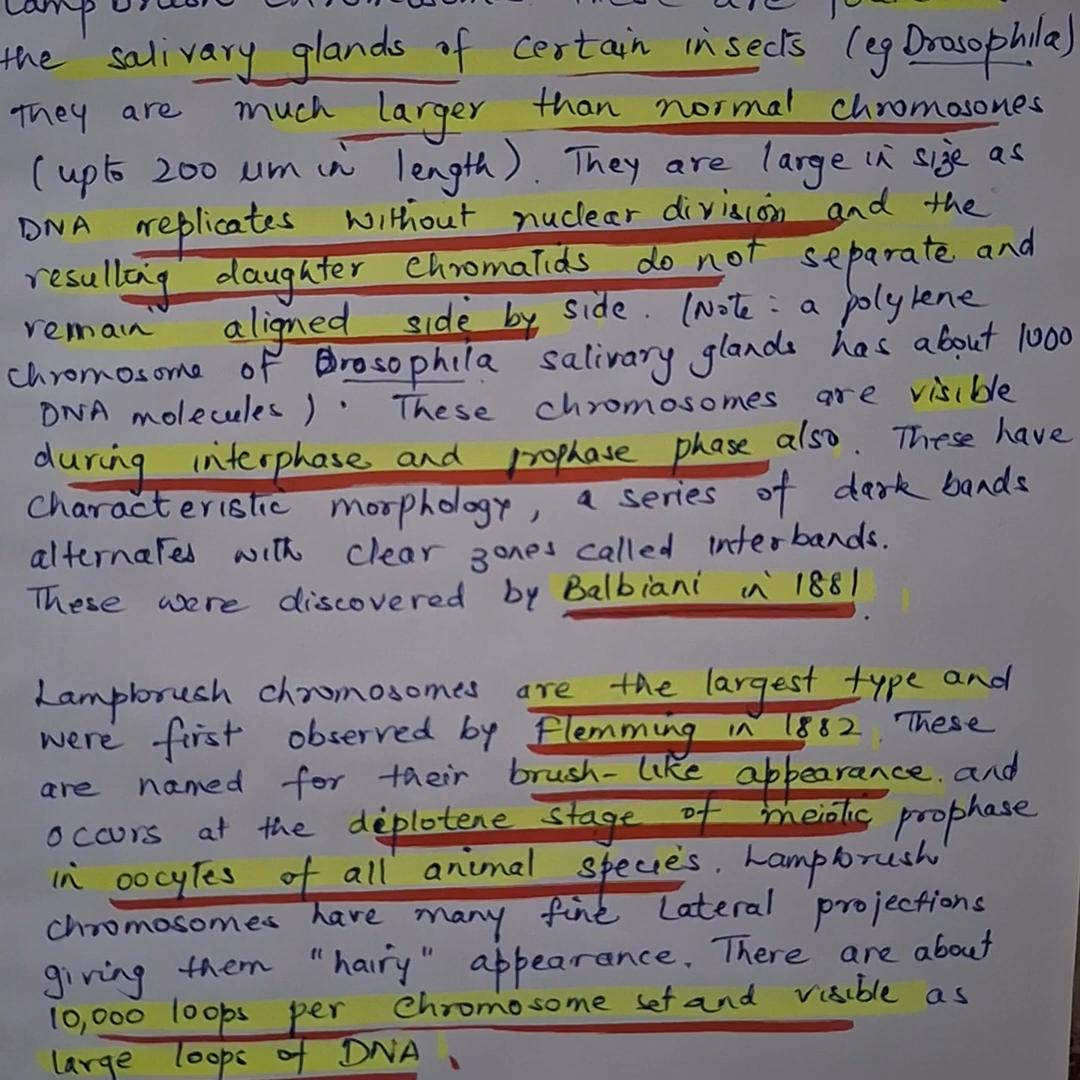 Lampbrush chromosomes. These are
the salivary glands of certain insects (eg Drosophila)
They are much larger than normal chromosones
(upto 200 um in length). They are large in size as
DNA replicates without nuclear division and the
resulting daughter chromatids do not separate and
remain aligned side by side. (Note: a polytene
chromosome of Drosophila salivary glands has about 1000
DNA molecules). These chromosomes are visible
during interphase and prophase phase also. These have
characteristic morphology, a series of dark bands
alternates with clear zones called interbands.
These were discovered by Balbiani in 1881.
Lampbrush chromosomes are the largest type and
were first observed by Flemming in 1882. These
are named for their brush-like appearance. and
occurs at the deplotene stage of meiotic prophase
in oocytes of all animal species. Lampbrush
chromosomes have many fine Lateral projections
giving them "hairy" appearance. There are about
10,000 loops per chromosome set and visible as
large loops of DNA.